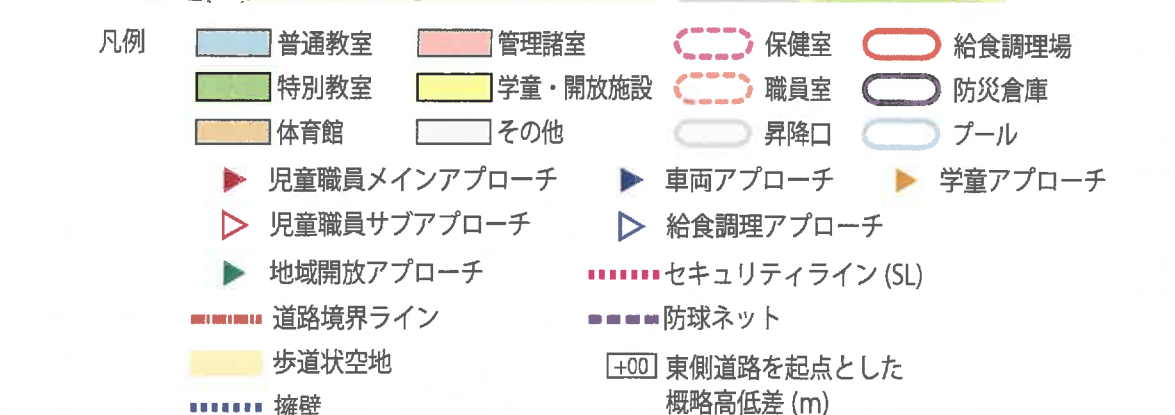 凡例 普通教室 管理諸室 保健室 給食調理場
特別教室 学童・開放施設 職員室 防災倉庫
体育館 その他 昇降口 プール
児童職員メインアプローチ 車両アプローチ 学童アプローチ
児童職員サブアプローチ 給食調理アプローチ
地域開放アプローチ セキュリティライン(SL)
道路境界ライン 防球ネット
歩道状空地 +00 東側道路を起点とした
擁壁 概略高低差(m)